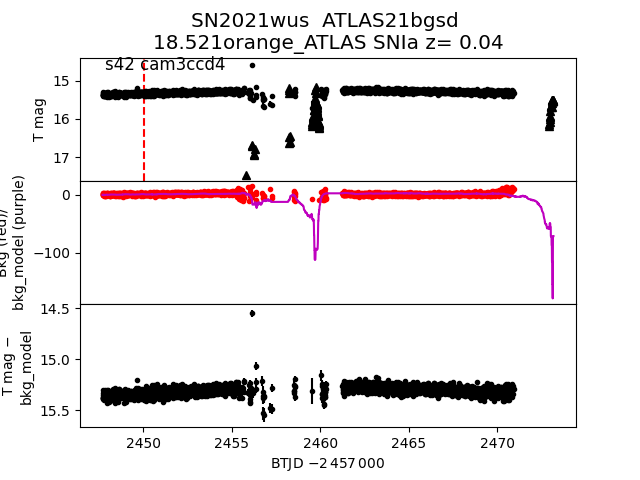 SN2021wus  ATLAS21bgsd
18.521orange_ATLAS SNIa z= 0.04
s42 cam3ccd4
T mag
15
16
17
Bkg (red)/
bkg_model (purple)
0
−100
T mag −
bkg_model
14.5
15.0
15.5
2450
2455
2460
2465
2470
BTJD −2 457 000